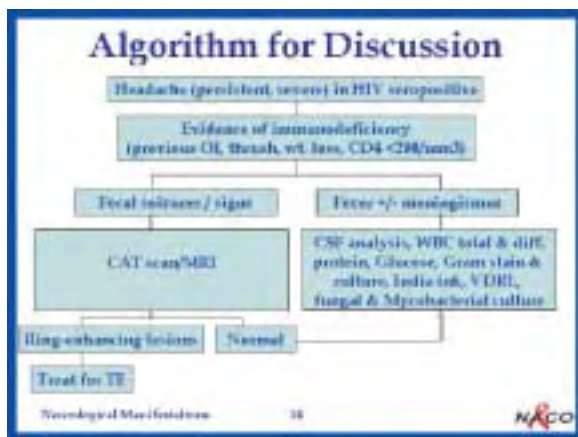 Algorithm for Discussion
Headache (persistent, severe) in HIV seropositive
Evidence of immunodeficiency
(previous OI, thrush, wt. loss, CD4 <200/mm3)
Focal seizures / signs
Fever +/- meningismus
CAT scan/MRI
CSF analysis, WBC total & diff,
protein, Glucose, Gram stain &
culture, India ink, VDRL,
fungal & Mycobacterial culture
Ring-enhancing lesions
Normal
Treat for TE
Neurological Manifestations
NACO